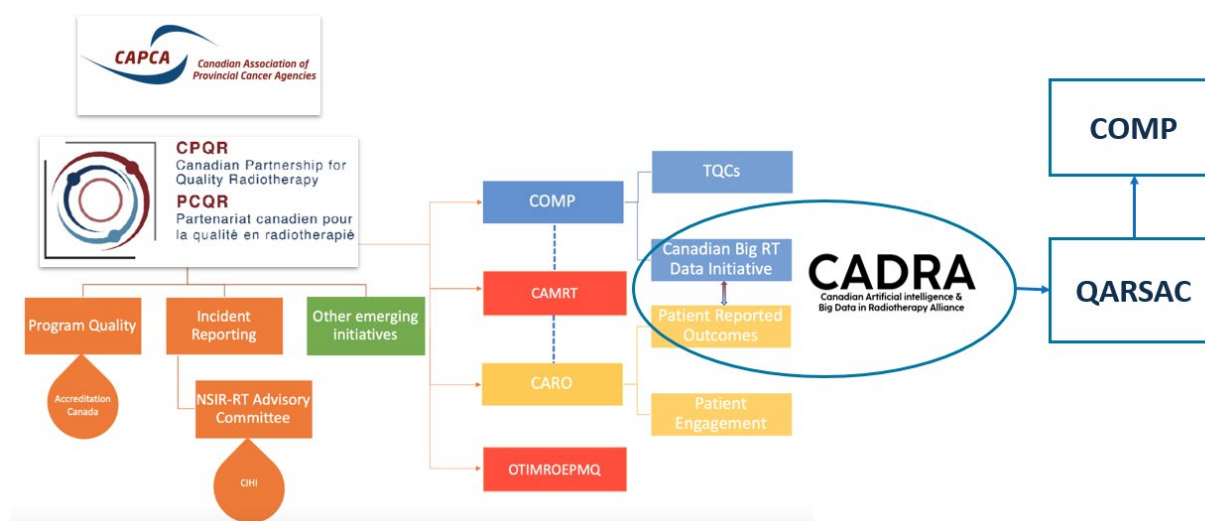 CAPCA
Canadian Association of
Provincial Cancer Agencies
CPQR
Canadian Partnership for
Quality Radiotherapy
PCQR
Partenariat canadien pour
la qualité en radiotherapié
Program Quality
Incident
Reporting
Other emerging
initiatives
Accreditation
Canada
NSIR-RT Advisory
Committee
CIHI
COMP
CAMRT
CARO
OTIMROEPMQ
TQCs
Canadian Big RT
Data Initiative
Patient Reported
Outcomes
Patient
Engagement
CADRA
Canadian Artificial intelligence &
Big Data in Radiotherapy Alliance
COMP
QARSAC